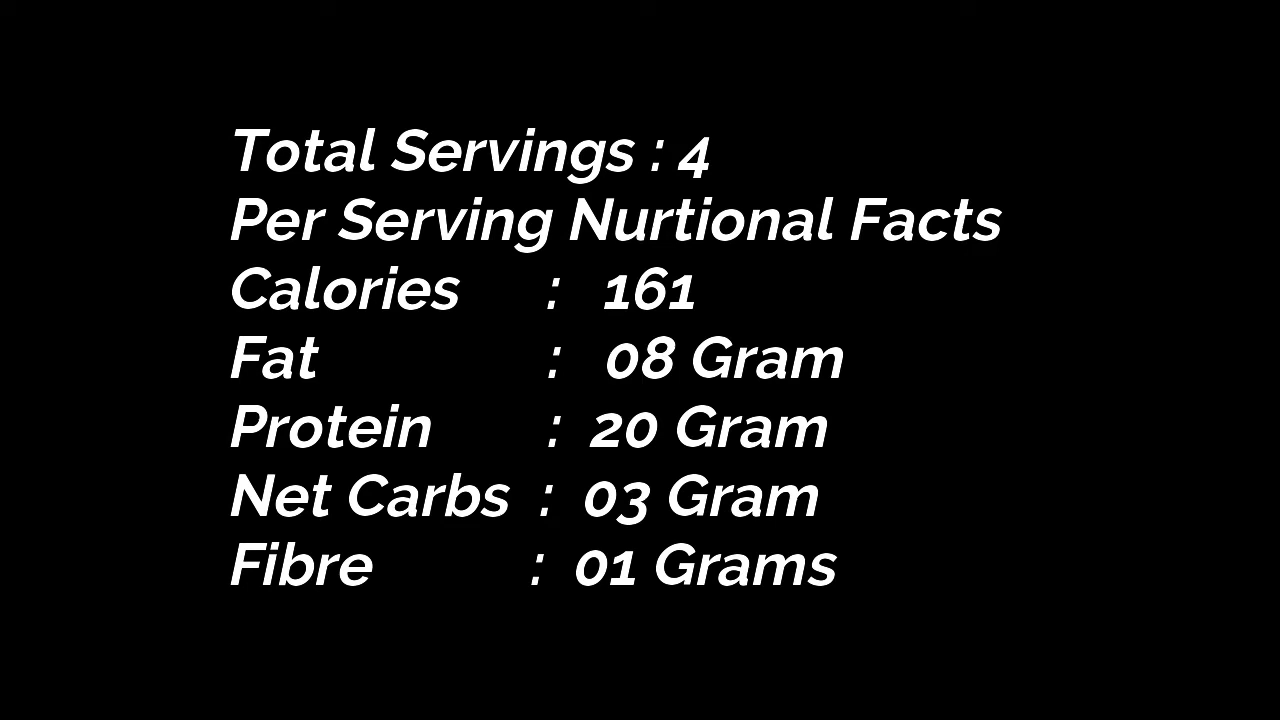 Total Servings : 4
Per Serving Nurtional Facts
Calories : 161
Fat : 08 Gram
Protein : 20 Gram
Net Carbs : 03 Gram
Fibre : 01 Grams